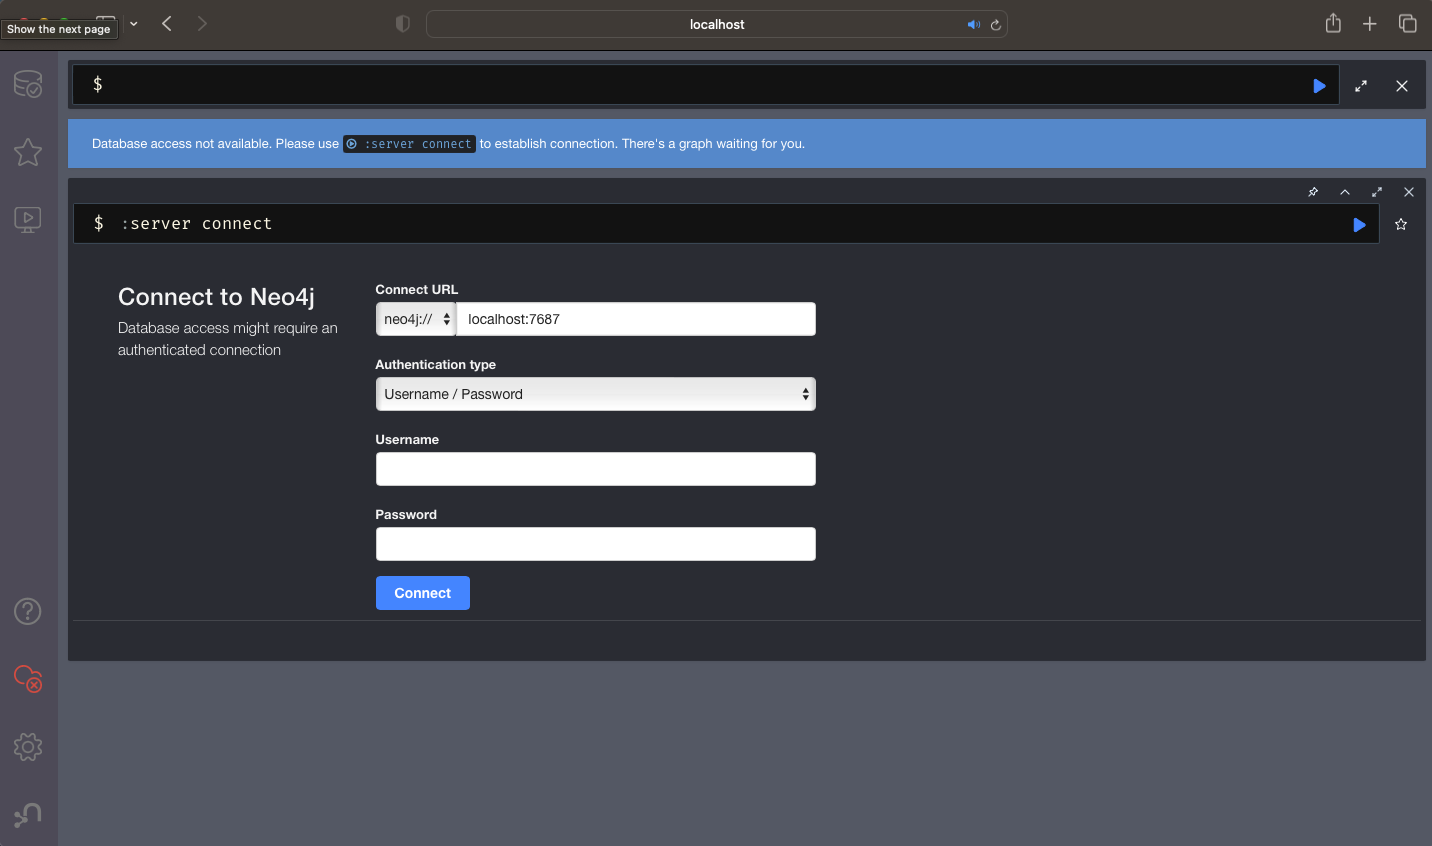 localhost
Show the next page
$
Database access not available. Please use :server connect to establish connection. There's a graph waiting for you.
$ :server connect
Connect to Neo4j
Database access might require an
authenticated connection
Connect URL
neo4j:// localhost:7687
Authentication type
Username / Password
Username
Password
Connect